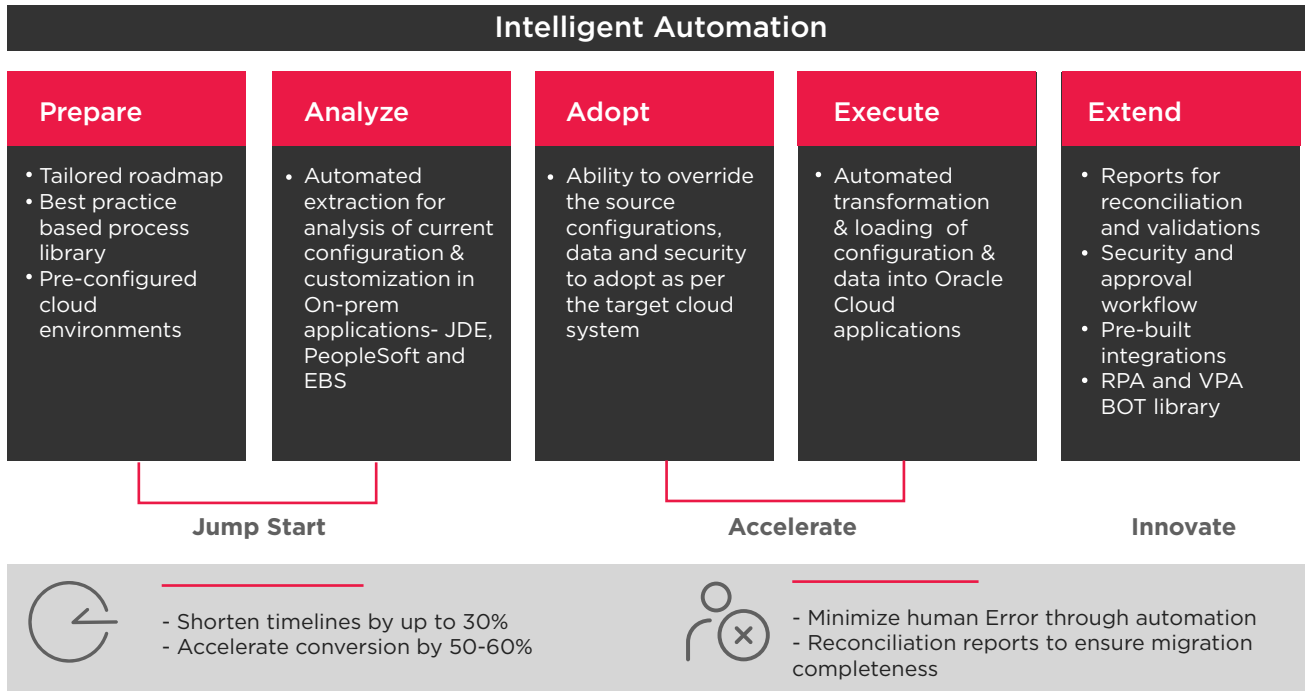 Intelligent Automation
Prepare
• Tailored roadmap
• Best practice
based process
library
• Pre-configured
cloud
environments
Analyze
• Automated
extraction for
analysis of current
configuration &
customization in
On-prem
applications- JDE,
PeopleSoft and
EBS
Adopt
• Ability to override
the source
configurations,
data and security
to adopt as per
the target cloud
system
Execute
• Automated
transformation
& loading of
configuration &
data into Oracle
Cloud
applications
Extend
• Reports for
reconciliation
and validations
• Security and
approval
workflow
• Pre-built
integrations
• RPA and VPA
BOT library
Jump Start
Accelerate
Innovate
- Shorten timelines by up to 30%
- Accelerate conversion by 50-60%
- Minimize human Error through automation
- Reconciliation reports to ensure migration
completeness